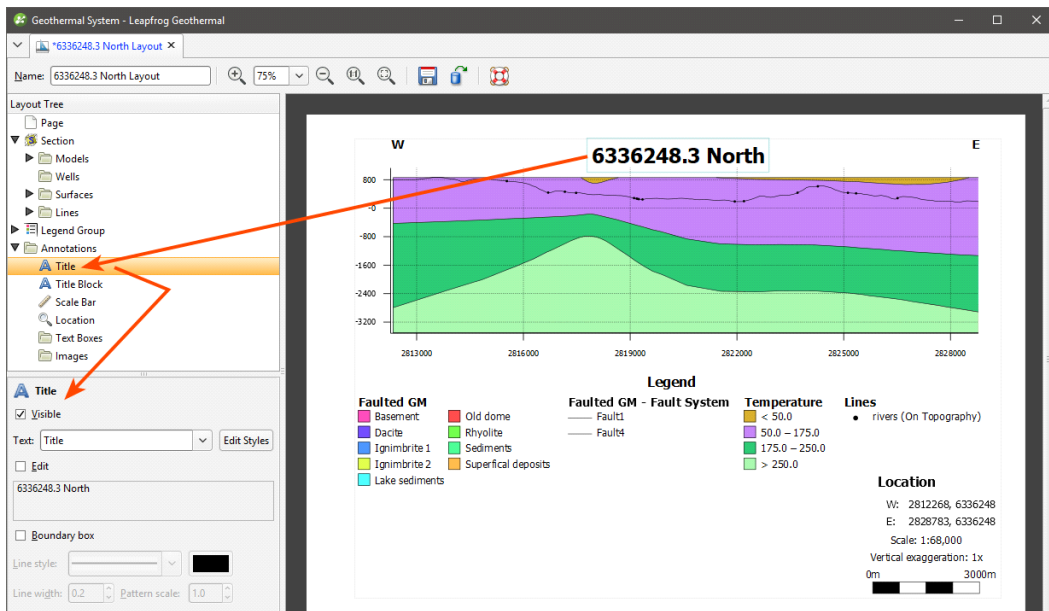 Geothermal System - Leapfrog Geothermal
*6336248.3 North Layout
Name: 6336248.3 North Layout 75%
Layout Tree
Page
Section
Models
Wells
Surfaces
Lines
Legend Group
Annotations
Title
Title Block
Scale Bar
Location
Text Boxes
Images
Title
Visible
Text: Title Edit Styles
Edit
6336248.3 North
Boundary box
Line style:
Line width: 0.2 Pattern scale: 1.0
W E
6336248.3 North
800
-0
-800
-1600
-2400
-3200
2813000 2816000 2819000 2822000 2825000 2828000
Legend
Faulted GM
Basement Old dome
Dacite Rhyolite
Ignimbrite 1 Sediments
Ignimbrite 2 Superfical deposits
Lake sediments
Faulted GM - Fault System
Fault1
Fault4
Temperature
< 50.0
50.0 – 175.0
175.0 – 250.0
> 250.0
Lines
rivers (On Topography)
Location
W: 2812268, 6336248
E: 2828783, 6336248
Scale: 1:68,000
Vertical exaggeration: 1x
0m 3000m